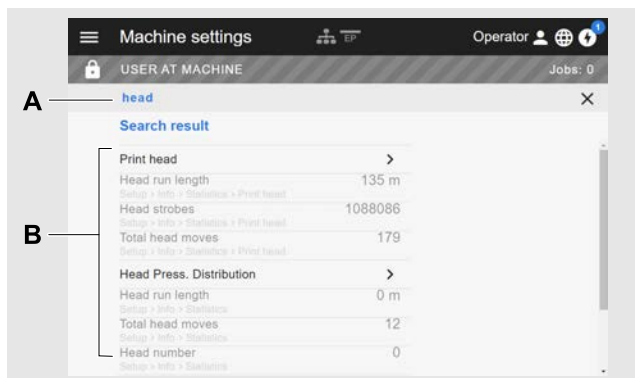 Machine settings EP Operator 1
USER AT MACHINE Jobs: 0
A head
Search result
Print head
Head run length 135 m
Setup > Info > Statistics > Print head
Head strobes 1088086
Setup > Info > Statistics > Print head
Total head moves 179
Setup > Info > Statistics > Print head
B
Head Press. Distribution
Head run length 0 m
Setup > Info > Statistics
Total head moves 12
Setup > Info > Statistics
Head number 0
Setup > Info > Statistics